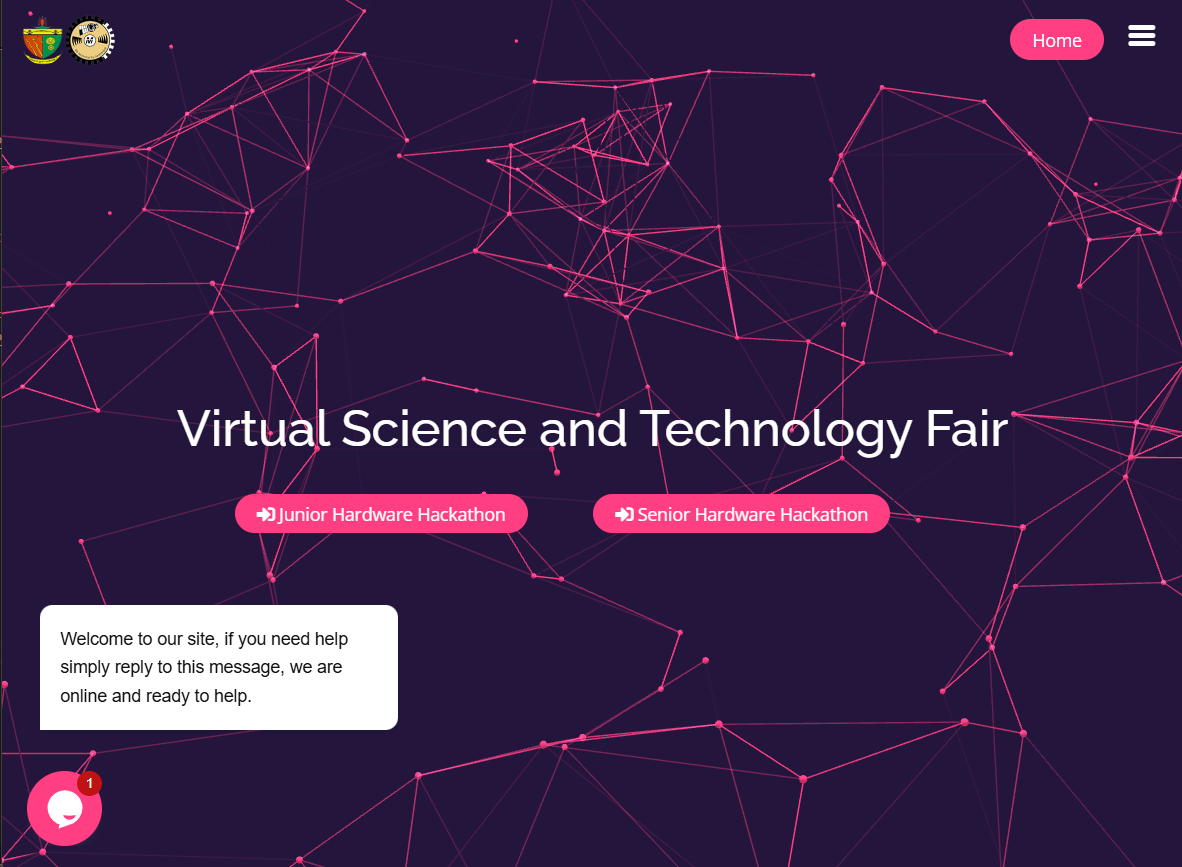 Home
Virtual Science and Technology Fair
Junior Hardware Hackathon
Senior Hardware Hackathon
Welcome to our site, if you need help
simply reply to this message, we are
online and ready to help.
1